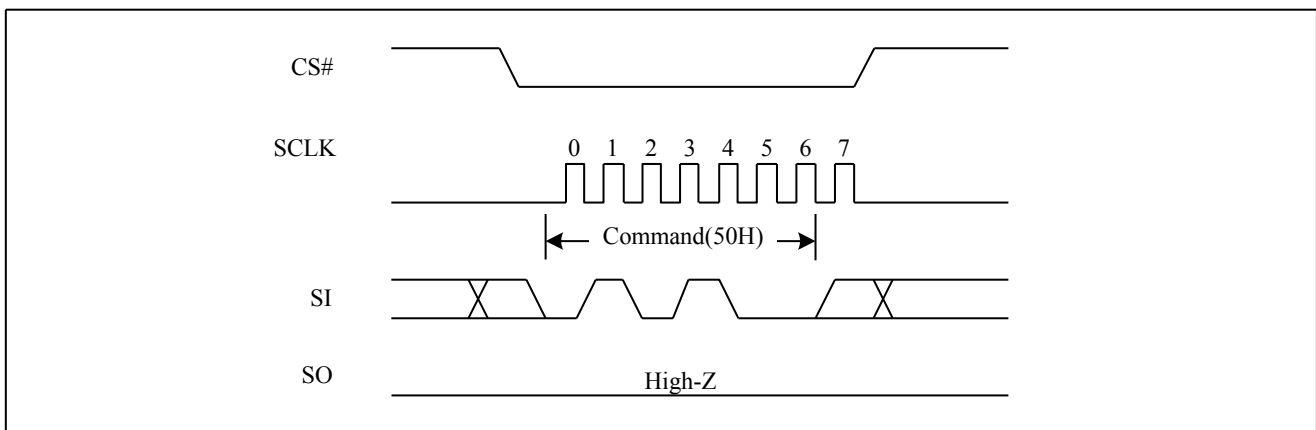 CS#
SCLK
0 1 2 3 4 5 6 7
Command(50H)
SI
SO
High-Z